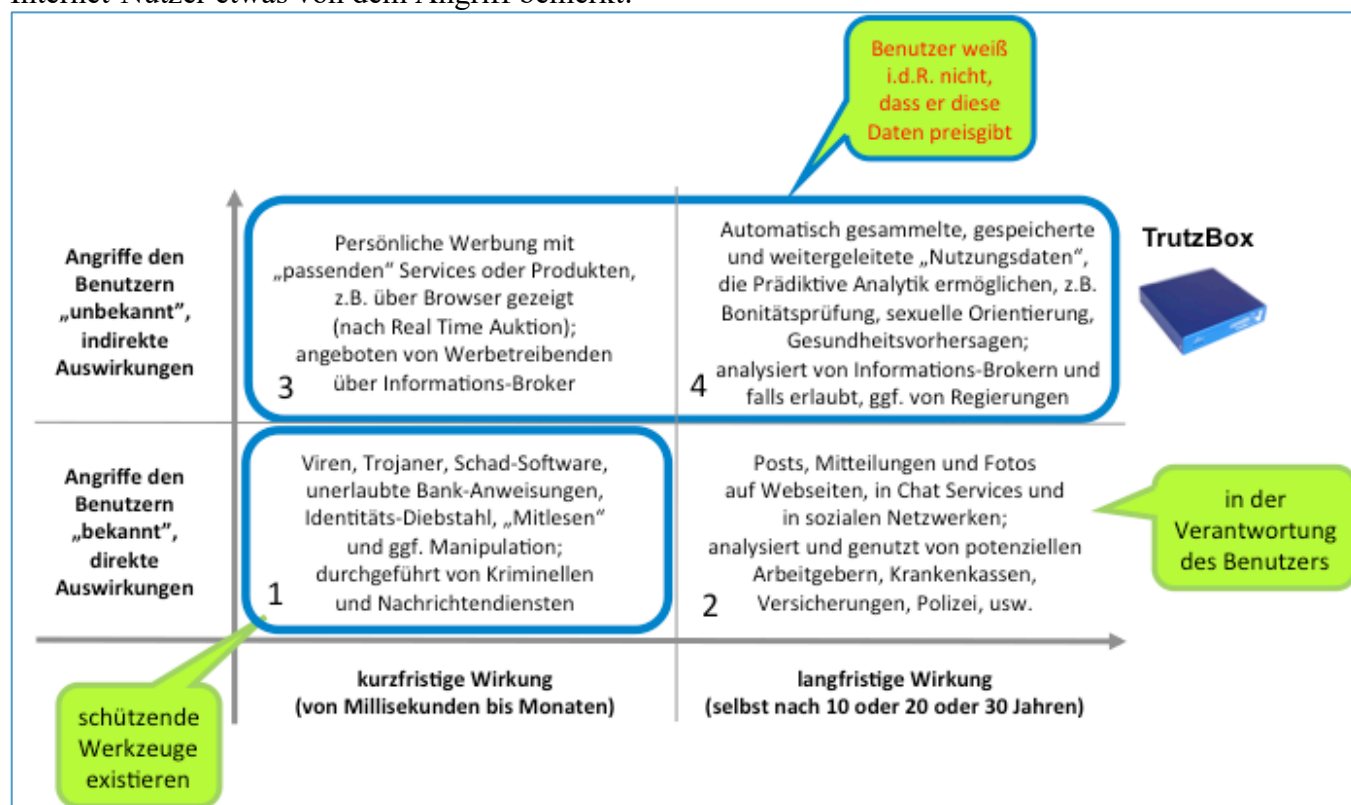 Internet-Nutzer etwas von dem Angriff bemerkt.
Benutzer weiß
i.d.R. nicht,
dass er diese
Daten preisgibt
Angriffe den
Benutzern
„unbekannt”,
indirekte
Auswirkungen
Persönliche Werbung mit
„passenden” Services oder Produkten,
z.B. über Browser gezeigt
(nach Real Time Auktion);
angeboten von Werbetreibenden
über Informations-Broker
3
Automatisch gesammelte, gespeicherte
und weitergeleitete „Nutzungsdaten”,
die Prädiktive Analytik ermöglichen, z.B.
Bonitätsprüfung, sexuelle Orientierung,
Gesundheitsvorhersagen;
analysiert von Informations-Brokern und
falls erlaubt, ggf. von Regierungen
4
TrutzBox
Angriffe den
Benutzern
„bekannt”,
direkte
Auswirkungen
Viren, Trojaner, Schad-Software,
unerlaubte Bank-Anweisungen,
Identitäts-Diebstahl, „Mitlesen”
und ggf. Manipulation;
durchgeführt von Kriminellen
und Nachrichtendiensten
1
Posts, Mitteilungen und Fotos
auf Webseiten, in Chat Services und
in sozialen Netzwerken;
analysiert und genutzt von potenziellen
Arbeitgebern, Krankenkassen,
Versicherungen, Polizei, usw.
2
in der
Verantwortung
des Benutzers
kurzfristige Wirkung
(von Millisekunden bis Monaten)
langfristige Wirkung
(selbst nach 10 oder 20 oder 30 Jahren)
schützende
Werkzeuge
existieren